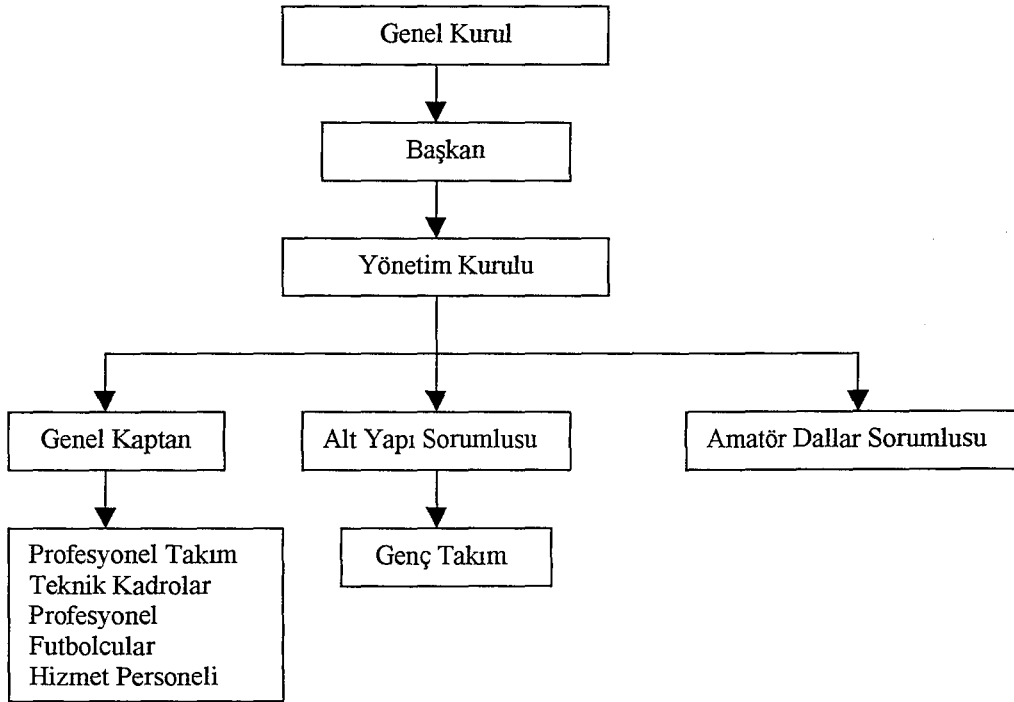 Genel Kurul
Başkan
Yönetim Kurulu
Genel Kaptan
Alt Yapı Sorumlusu
Amatör Dallar Sorumlusu
Profesyonel Takım
Teknik Kadrolar
Profesyonel
Futbolcular
Hizmet Personeli
Genç Takım